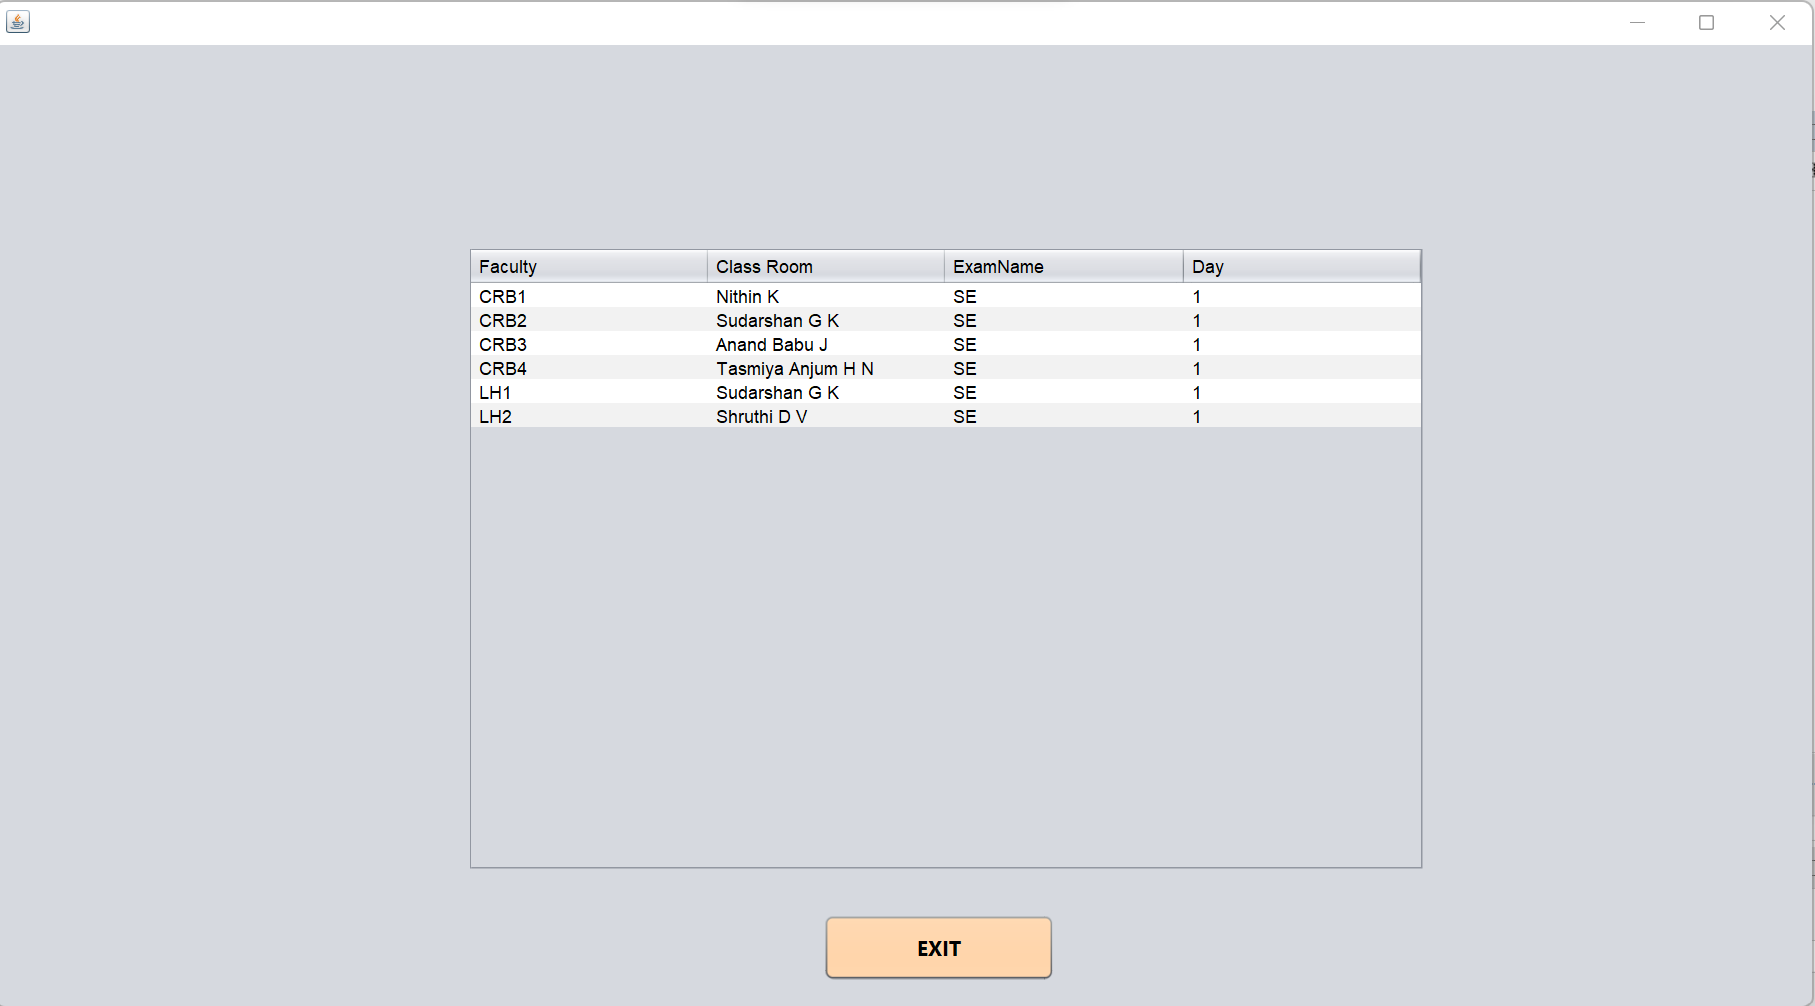 Faculty Class Room ExamName Day
CRB1 Nithin K SE 1
CRB2 Sudarshan G K SE 1
CRB3 Anand Babu J SE 1
CRB4 Tasmiya Anjum H N SE 1
LH1 Sudarshan G K SE 1
LH2 Shruthi D V SE 1
EXIT